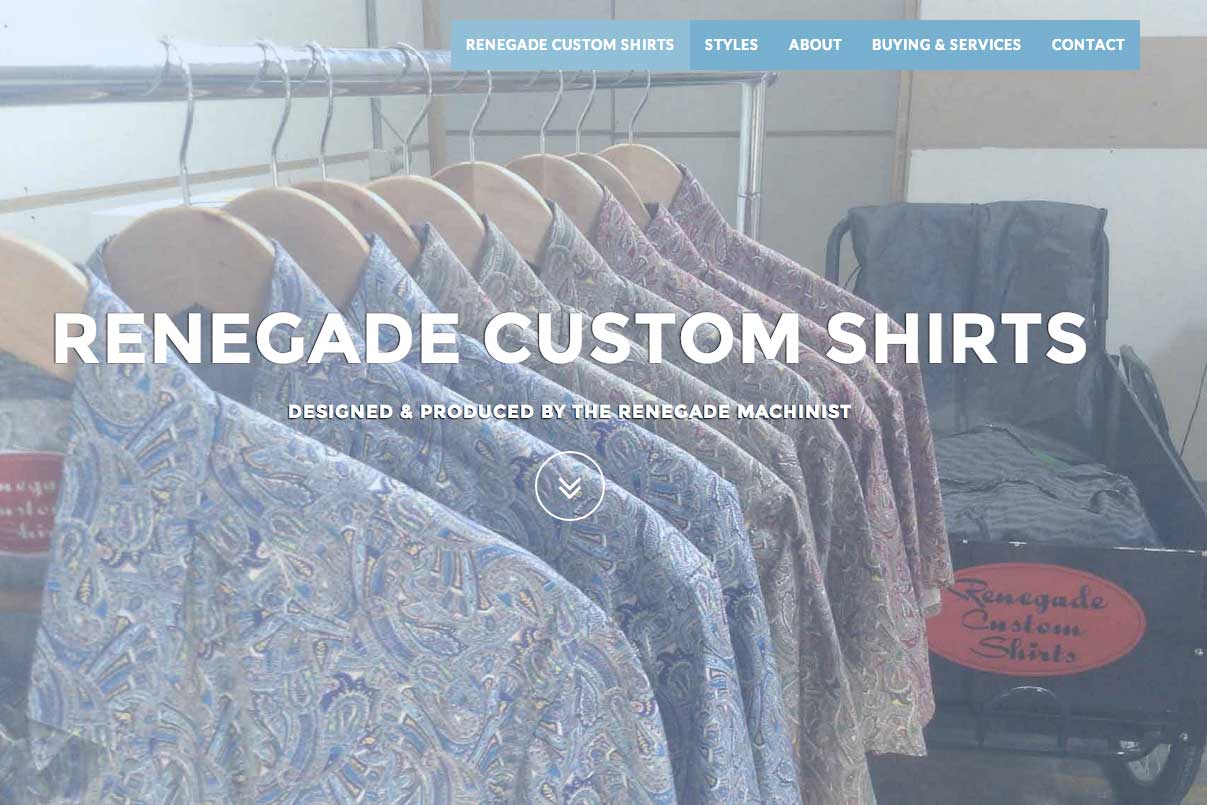 RENEGADE CUSTOM SHIRTS STYLES ABOUT BUYING & SERVICES CONTACT
RENEGADE CUSTOM SHIRTS
DESIGNED & PRODUCED BY THE RENEGADE MACHINIST
Renegade
Custom
Shirts